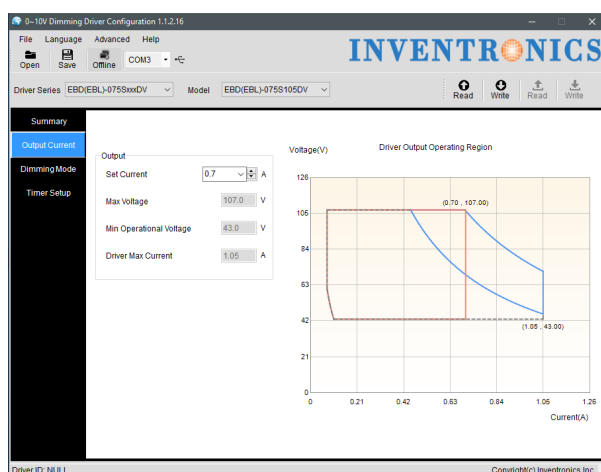 0~10V Dimming Driver Configuration 1.1.2.16
File Language Advanced Help
Open Save Offline COM3
INVENTRONICS
Driver Series EBD(EBL)-075SxxxDV Model EBD(EBL)-075S105DV Read Write Read Write
Summary
Output Current
Dimming Mode
Timer Setup
Output
Set Current 0.7 A
Max Voltage 107.0 V
Min Operational Voltage 43.0 V
Driver Max Current 1.05 A
Voltage(V) Driver Output Operating Region
126
105
84
63
42
21
0
(0.70 , 107.00)
(1.05 , 43.00)
0 0.21 0.42 0.63 0.84 1.05 1.26
Current(A)
Driver ID: NULL Copyright(c) Inventronics Inc.